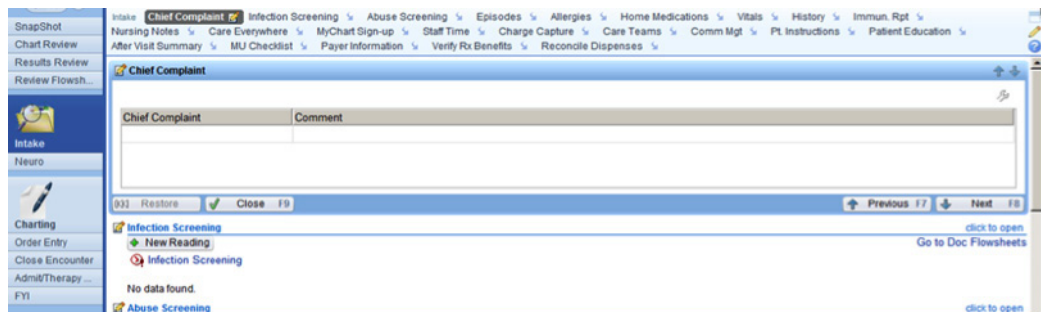 SnapShot
Chart Review
Results Review
Review Flowsh...
Intake
Neuro
Charting
Order Entry
Close Encounter
Admit/Therapy ...
FYI
Intake Chief Complaint Infection Screening Abuse Screening Episodes Allergies Home Medications Vitals History Immun. Rpt
Nursing Notes Care Everywhere MyChart Sign-up Staff Time Charge Capture Care Teams Comm Mgt Pt. Instructions Patient Education
After Visit Summary MU Checklist Payer Information Verify Rx Benefits Reconcile Dispenses
Chief Complaint
Chief Complaint Comment
Restore Close F9 Previous F7 Next F8
Infection Screening click to open
New Reading Go to Doc Flowsheets
Infection Screening
No data found.
Abuse Screening click to open